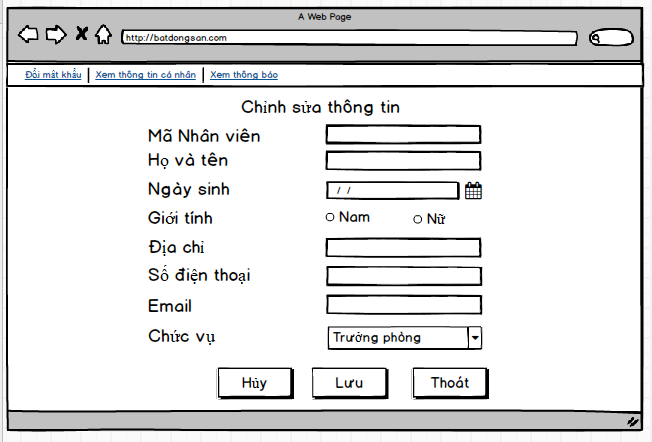 A Web Page
http://batdongsan.com
Đổi mât khẩu | Xem thông tin cá nhân | Xem thông báo
Chỉnh sửa thông tin
Mã Nhân viên
Họ và tên
Ngày sinh / /
Giới tính Nam Nữ
Địa chỉ
Số điện thoại
Email
Chức vụ Trưởng phòng
Hủy Lưu Thoát